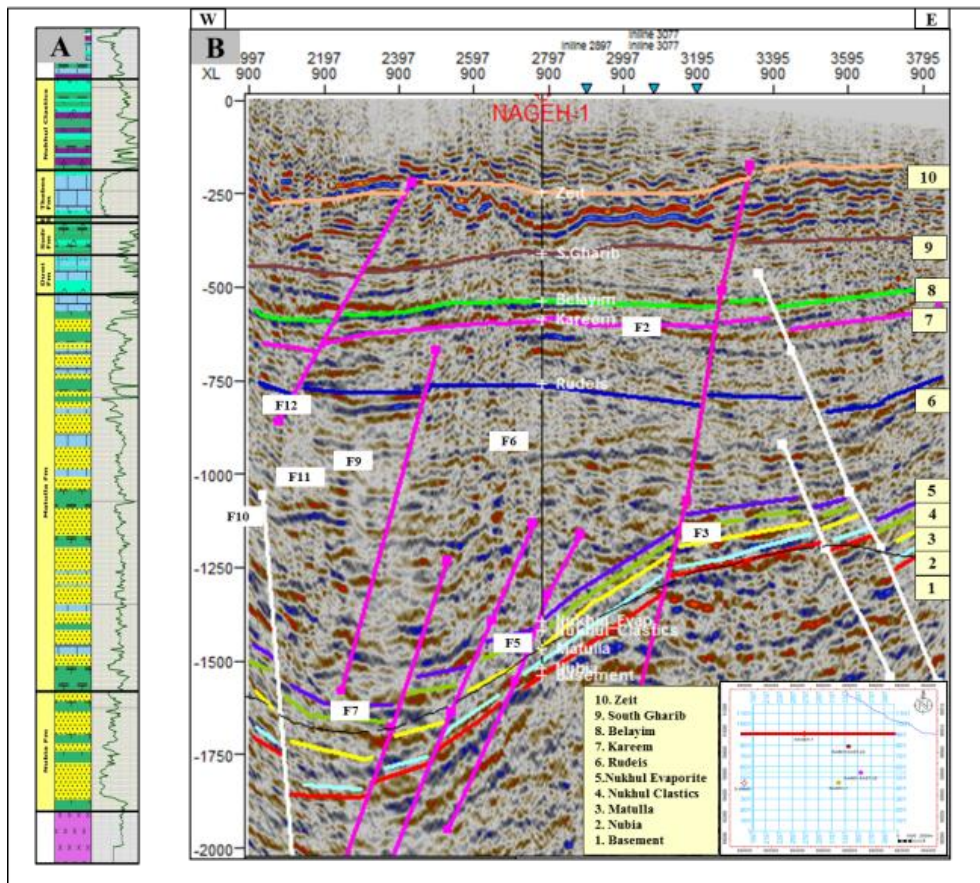 W
E
A
B
Inline 3077
Inline 2897 Inline 3077
XL
2197 2397 2597 2797 2997 3195 3395 3595 3795
900 900 900 900 900 900 900 900 900 900
NAGEH-1
0
-250
-500
-750
-1000
-1250
-1500
-1750
-2000
Zeit
S.Gharib
Belayim
Kareem
Rudeis
Nukhul-Evap
Nukhul-Clastics
Matulla
Nubia
Basement
F2
F12
F6
F9
F11
F10
F3
F5
F7
10
9
8
7
6
5
4
3
2
1
10. Zeit
9. South Gharib
8. Belayim
7. Kareem
6. Rudeis
5.Nukhul Evaporite
4. Nukhul Clastics
3. Matulla
2. Nubia
1. Basement
Nukhul Clastics
Thebes Fm
Sudr Fm
Matulla Fm
Nubia Fm